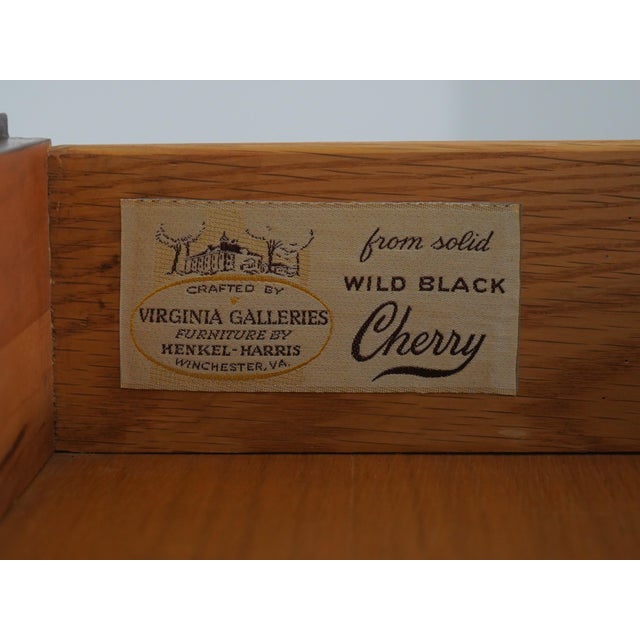 CRAFTED BY
VIRGINIA GALLERIES
FURNITURE BY
HENKEL-HARRIS
WINCHESTER, VA.
from solid
WILD BLACK
Cherry